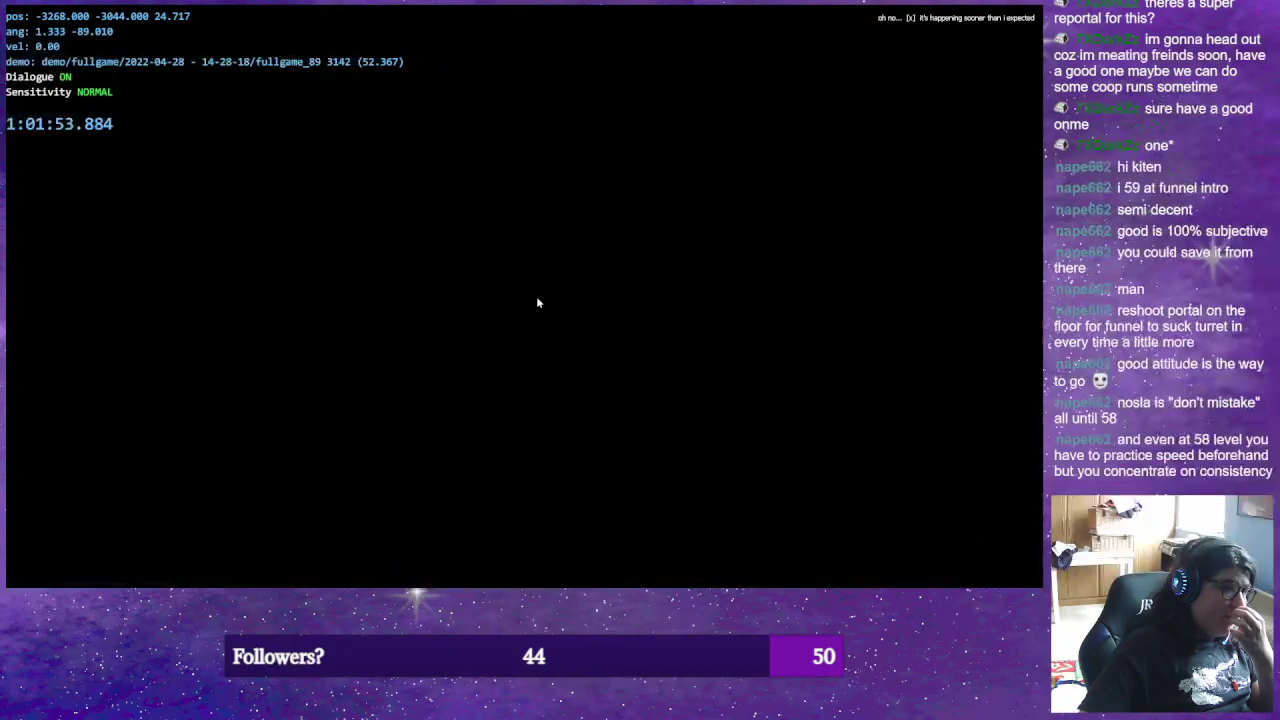 pos: -3268.000 -3044.000 24.717
ang: 1.333 -89.010
vel: 0.00
demo: demo/fullgame/2022-04-28 - 14-28-18/fullgame_89 3142 (52.367)
Dialogue ON
Sensitivity NORMAL
1:01:53.884
oh no... [x] it's happening sooner than i expected
theres a super
reportal for this?
im gonna head out
coz im meating freinds soon, have
a good one maybe we can do
some coop runs sometime
sure have a good
onme
one*
nape662 hi kiten
nape662 i 59 at funnel intro
nape662 semi decent
nape662 good is 100% subjective
nape662 you could save it from
there
nape662 man
nape662 reshoot portal on the
floor for funnel to suck turret in
every time a little more
nape662 good attitude is the way
to go
nape662 nosla is "don't mistake"
all until 58
nape662 and even at 58 level you
have to practice speed beforehand
but you concentrate on consistency
Followers? 44 50
JR